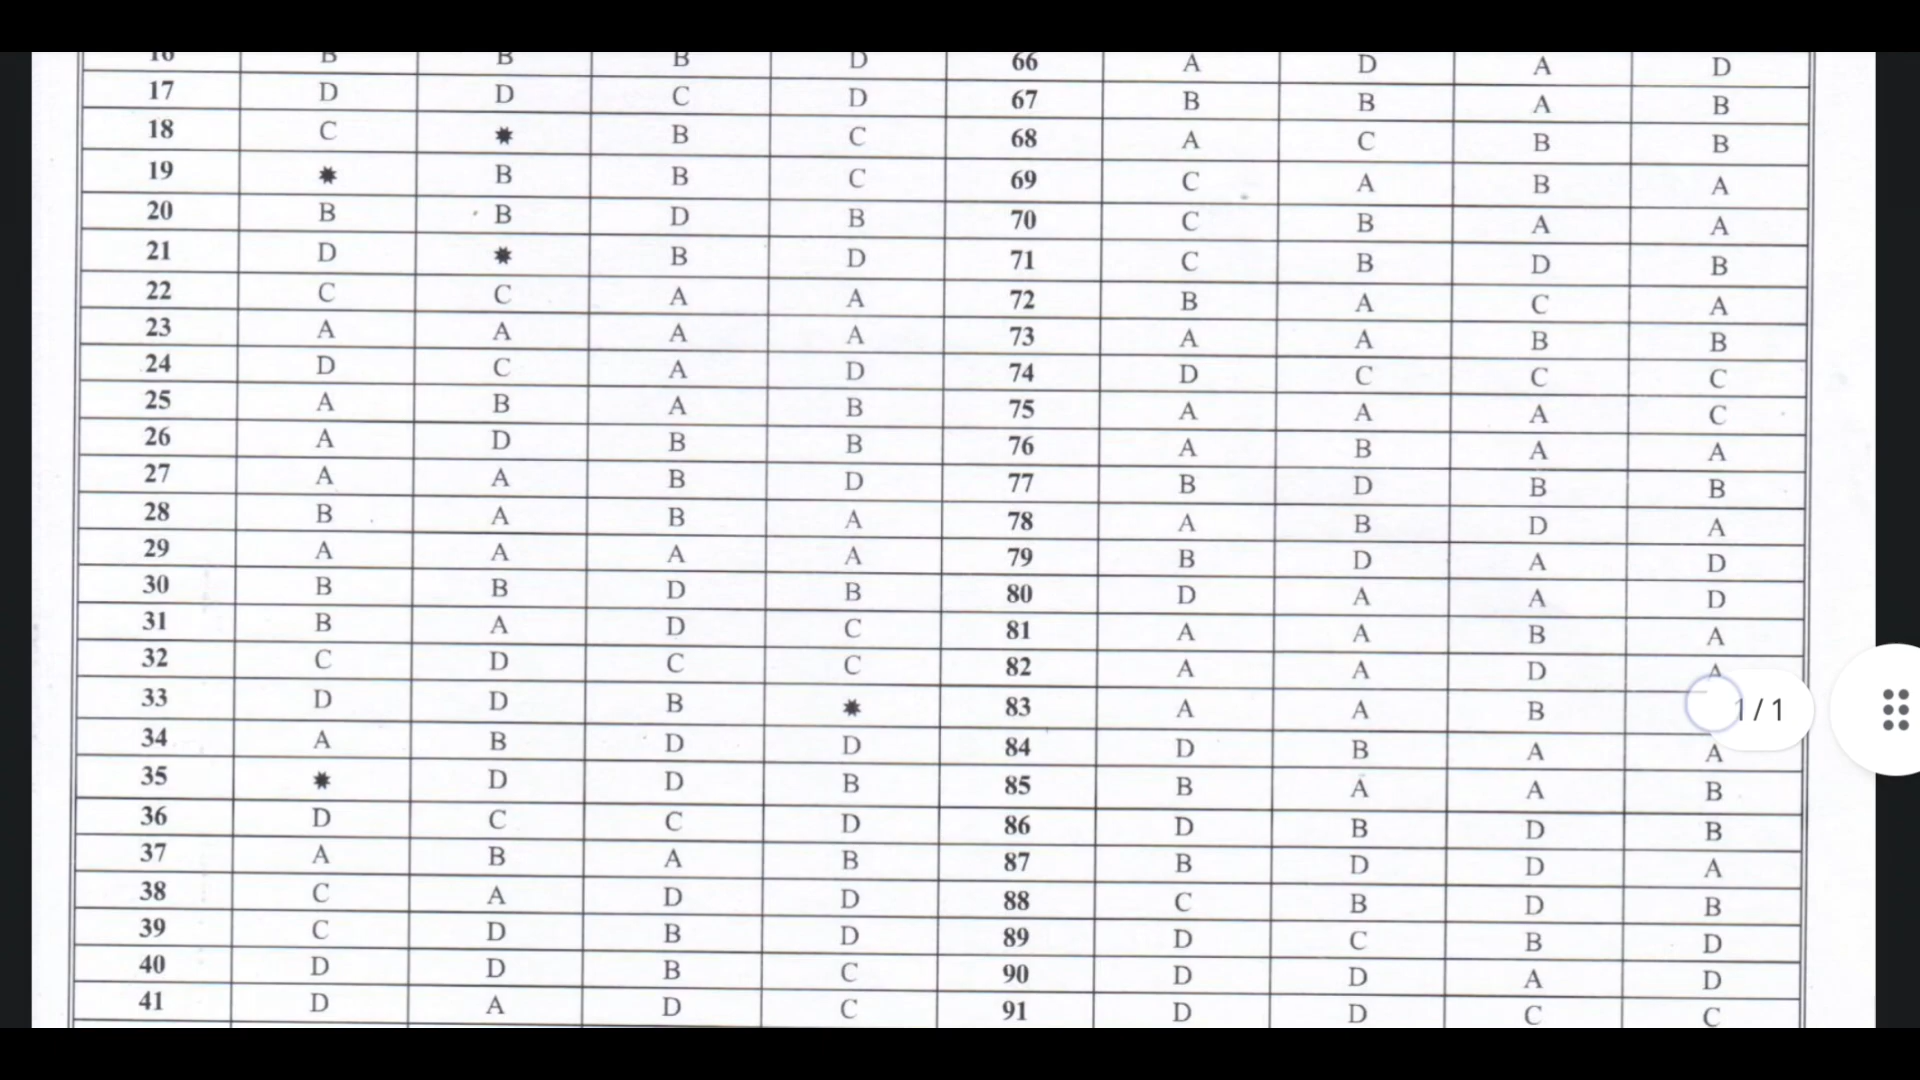 16 B B B D 66 A D A D
17 D D C D 67 B B A B
18 C * B C 68 A C B B
19 * B B C 69 C A B A
20 B B D B 70 C B A A
21 D * B D 71 C B D B
22 C C A A 72 B A C A
23 A A A A 73 A A B B
24 D C A D 74 D C C C
25 A B A B 75 A A A C
26 A D B B 76 A B A A
27 A A B D 77 B D B B
28 B A B A 78 A B D A
29 A A A A 79 B D A D
30 B B D B 80 D A A D
31 B A D C 81 A A B A
32 C D C C 82 A A D A
33 D D B * 83 A A B
1 / 1
34 A B D D 84 D B A A
35 * D D B 85 B A A B
36 D C C D 86 D B D B
37 A B A B 87 B D D A
38 C A D D 88 C B D B
39 C D B D 89 D C B D
40 D D B C 90 D D A D
41 D A D C 91 D D C C